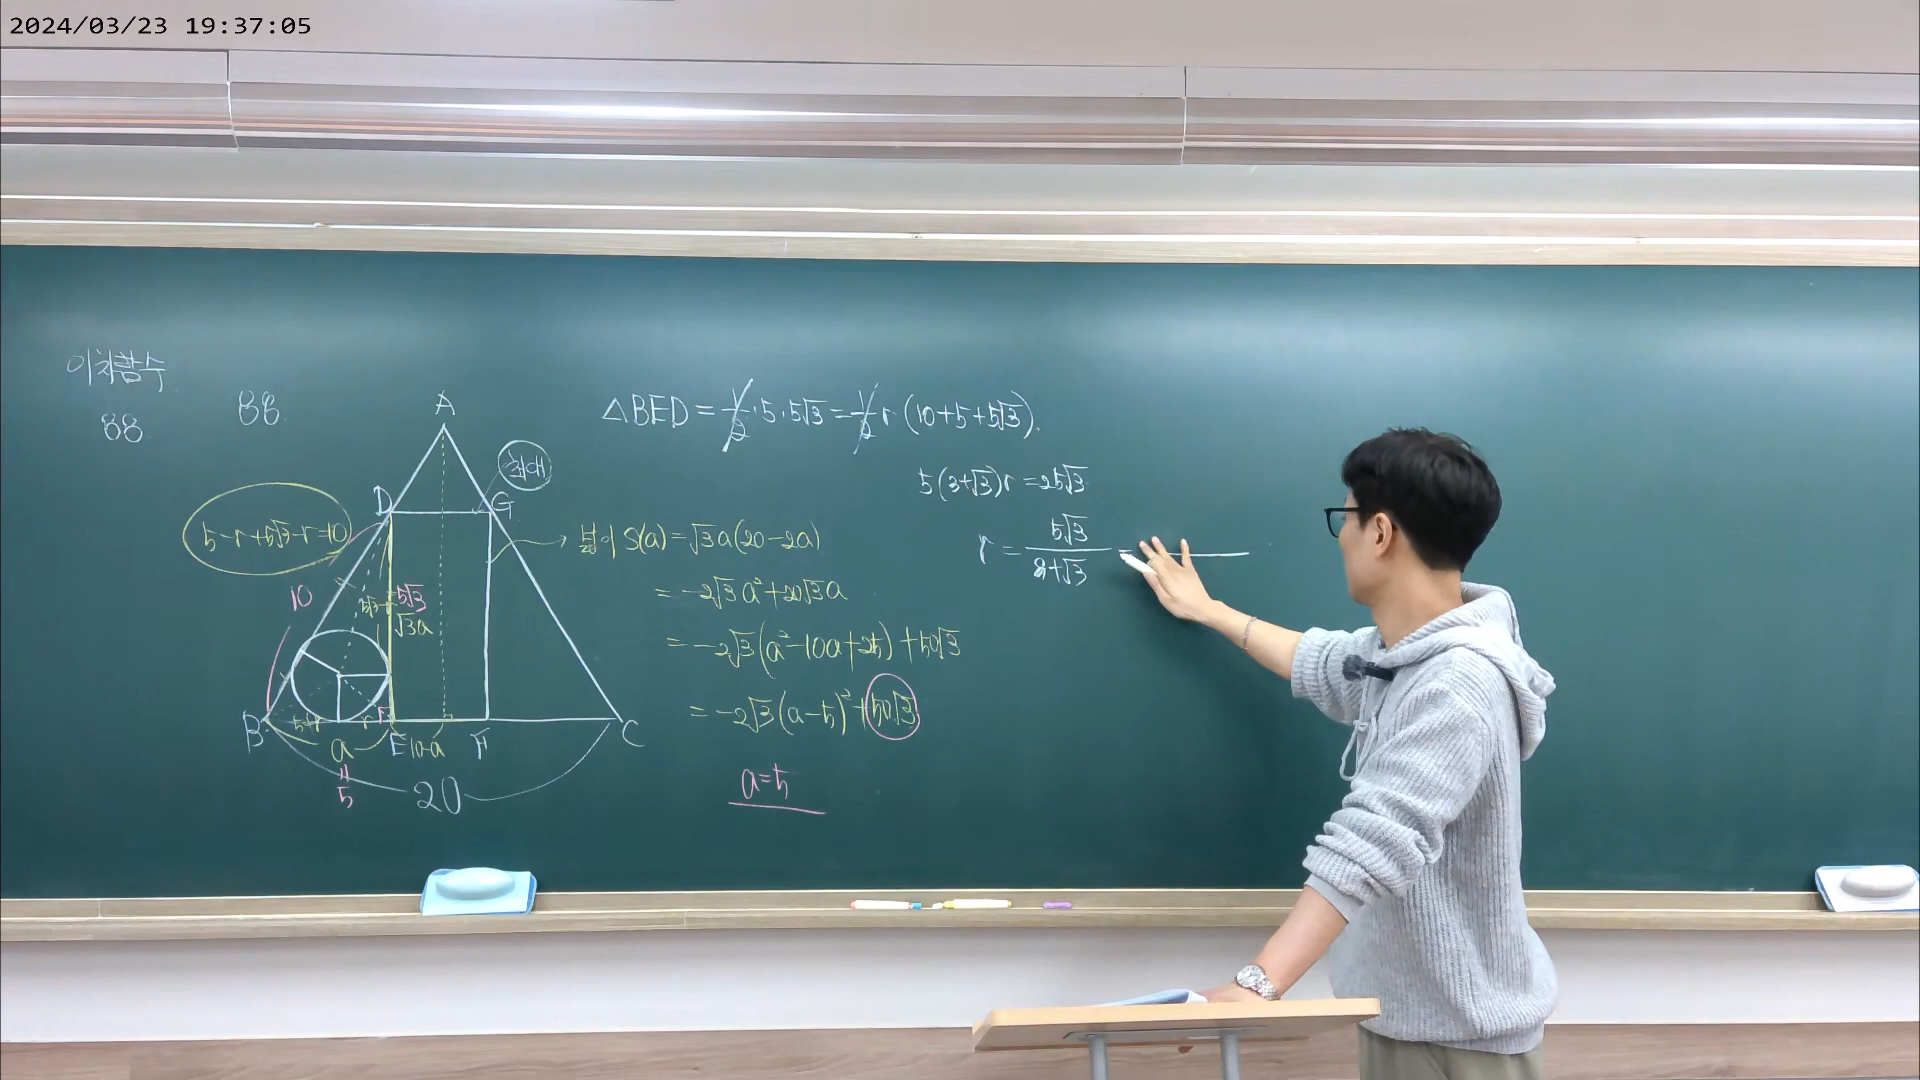 2024/03/23 19:37:05
이차함수
88
88
A
D
G
최대
5-r+5√3-r=10
10
5√3
√3a
B
5-r
r
E
10-a
F
C
a
=
5
20
넓이 S(a)=√3a(20-2a)
=-2√3a²+20√3a
=-2√3(a²-10a+25)+50√3
=-2√3(a-5)²+50√3
a=5
△BED=1/2·5·5√3=1/2 r(10+5+5√3).
5(3+√3)r=25√3
r=5√3/3+√3=